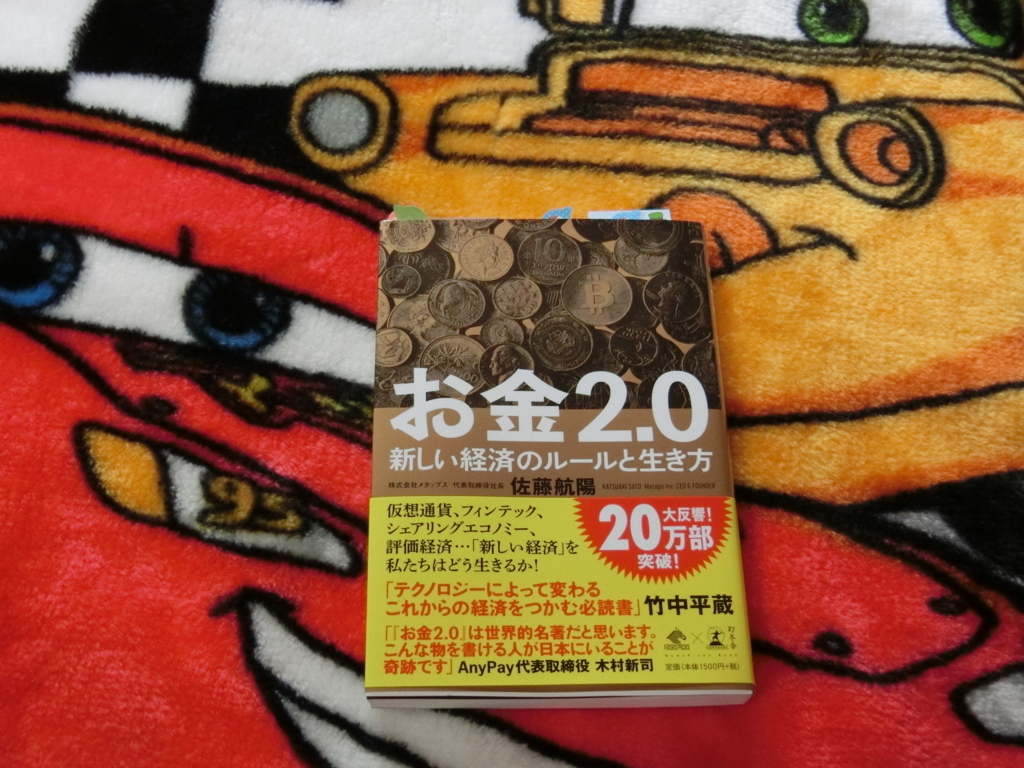 10
B
お金2.0
新しい経済のルールと生き方
株式会社メタップス 代表取締役社長 佐藤航陽 KATSUAKI SATO Metaps Inc. CEO & FOUNDER
仮想通貨、フィンテック、
シェアリングエコノミー、
評価経済…「新しい経済」を
私たちはどう生きるか!
大反響!
20万部
突破!
「テクノロジーによって変わる
これからの経済をつかむ必読書」竹中平蔵
「『お金2.0』は世界的名著だと思います。
こんな物を書ける人が日本にいることが
奇跡です」AnyPay代表取締役 木村新司
NEWS PICKS × 幻冬舎
NewsPicks Book
定価(本体1500円+税)
95